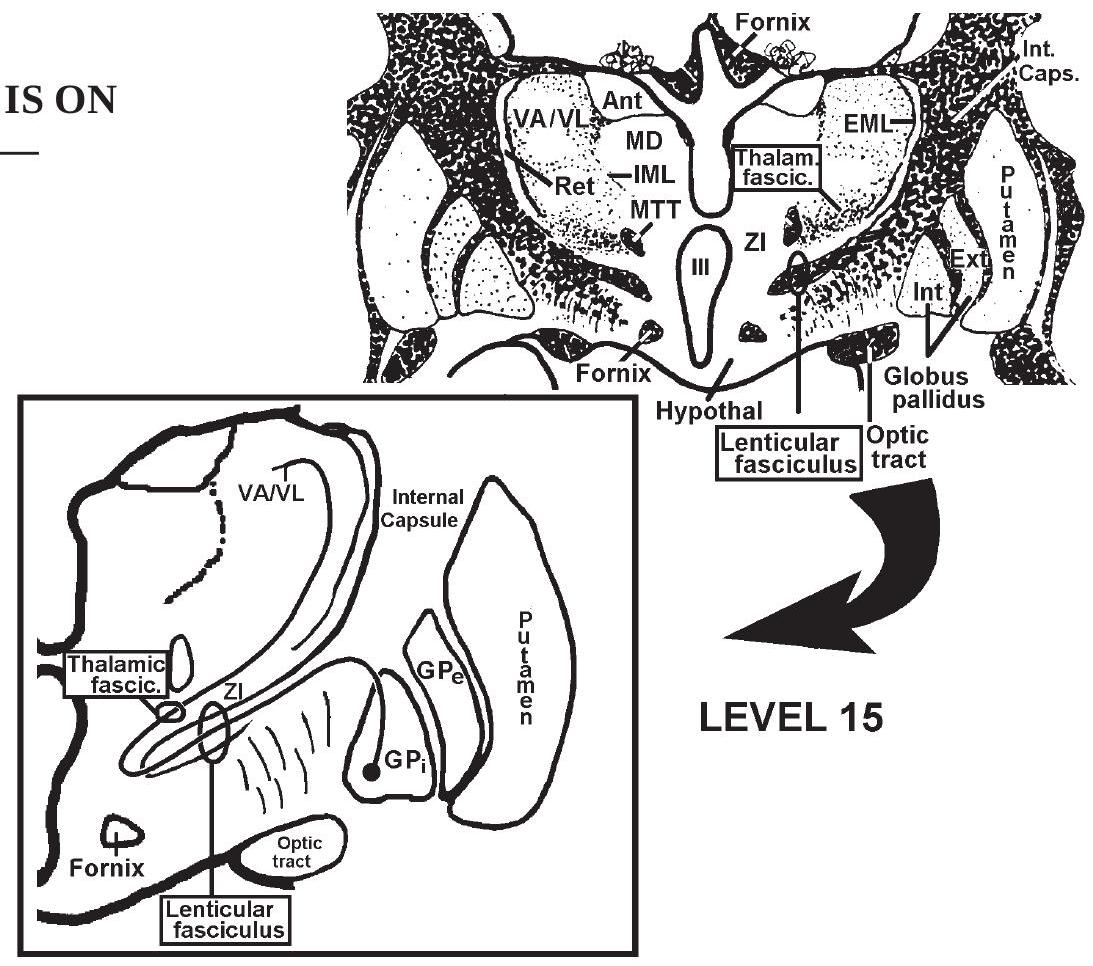 IS ON
Fornix
Int.
Caps.
Ant
VA/VL
EML
MD
Thalam.
fascic.
IML
Ret
MTT
ZI
III
Putamen
Ext
Int
Fornix
Globus
pallidus
Hypothal
Lenticular
fasciculus
Optic
tract
VA/VL
Internal
Capsule
Putamen
Thalamic
fascic.
ZI
GPe
GPi
LEVEL 15
Optic
tract
Fornix
Lenticular
fasciculus